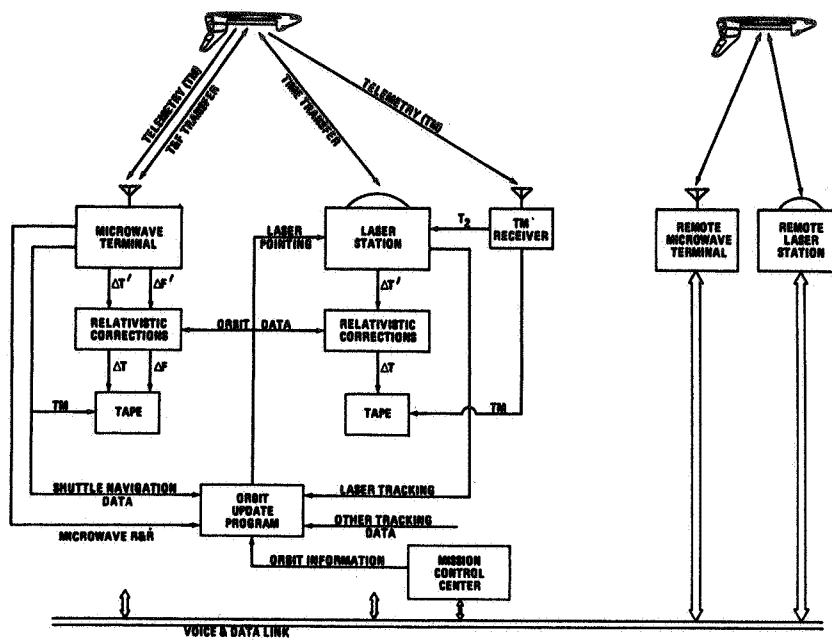 TELEMETRY (TM)
T&F TRANSFER
TIME TRANSFER
TELEMETRY (TM)
MICROWAVE
TERMINAL
LASER
POINTING
LASER
STATION
T2
TM
RECEIVER
REMOTE
MICROWAVE
TERMINAL
REMOTE
LASER
STATION
ΔT′
ΔF′
ΔT′
RELATIVISTIC
CORRECTIONS
ORBIT DATA
RELATIVISTIC
CORRECTIONS
ΔT
ΔF
ΔT
TM
TAPE
TAPE
TM
SHUTTLE NAVIGATION
DATA
ORBIT
UPDATE
PROGRAM
LASER TRACKING
OTHER TRACKING
DATA
MICROWAVE R&Ṙ
ORBIT INFORMATION
MISSION
CONTROL
CENTER
VOICE & DATA LINK